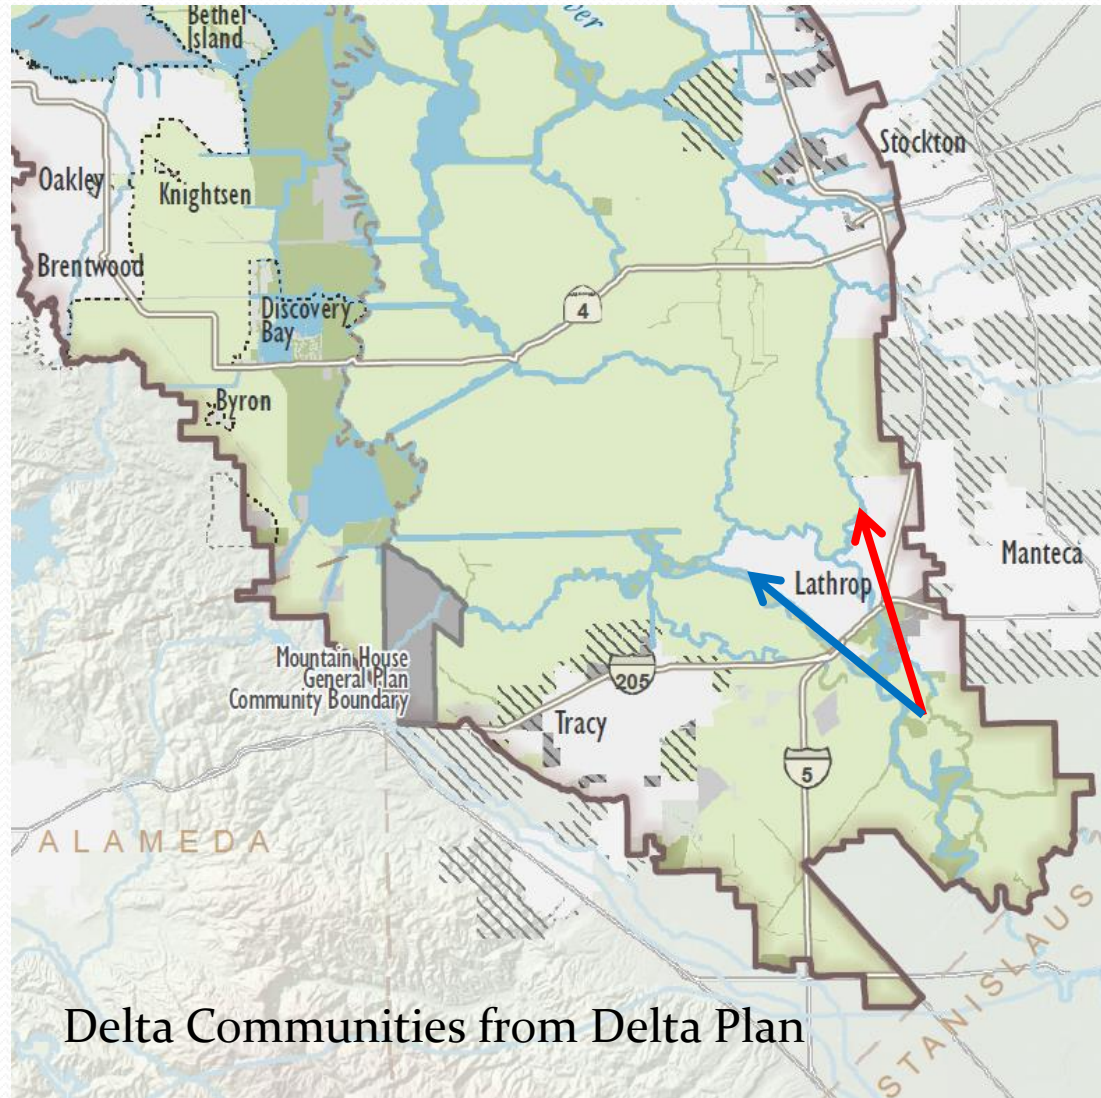 Bethel
Island
ver
Stockton
Oakley
Knightsen
Brentwood
Discovery
Bay
4
Byron
Manteca
Lathrop
Mountain House
General Plan
Community Boundary
205
Tracy
5
ALAMEDA
STANISLAUS
Delta Communities from Delta Plan